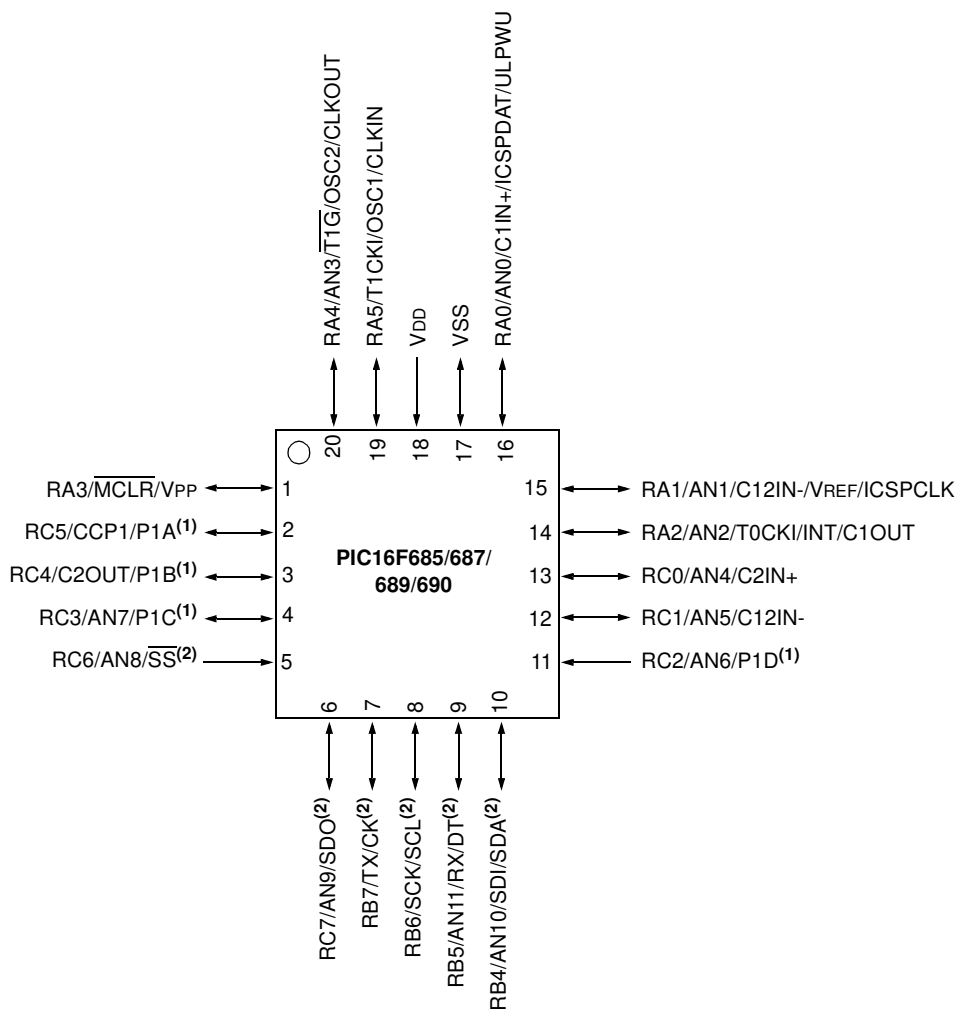 RA4/AN3/T1G/OSC2/CLKOUT
RA5/T1CKI/OSC1/CLKIN
VDD
VSS
RA0/AN0/C1IN+/ICSPDAT/ULPWU
20
19
18
17
16
RA3/MCLR/VPP
1
RC5/CCP1/P1A(1)
2
RC4/C2OUT/P1B(1)
3
RC3/AN7/P1C(1)
4
RC6/AN8/SS(2)
5
PIC16F685/687/
689/690
15
RA1/AN1/C12IN-/VREF/ICSPCLK
14
RA2/AN2/T0CKI/INT/C1OUT
13
RC0/AN4/C2IN+
12
RC1/AN5/C12IN-
11
RC2/AN6/P1D(1)
6
7
8
9
10
RC7/AN9/SDO(2)
RB7/TX/CK(2)
RB6/SCK/SCL(2)
RB5/AN11/RX/DT(2)
RB4/AN10/SDI/SDA(2)